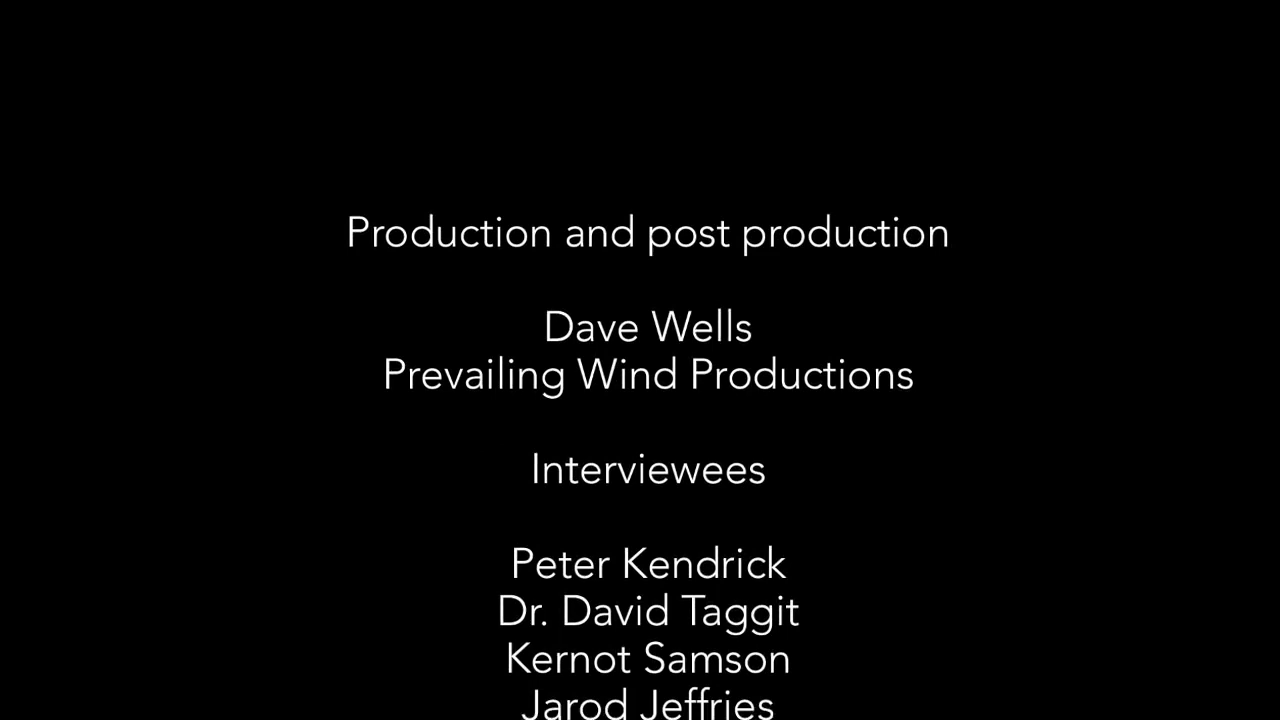 Production and post production
Dave Wells
Prevailing Wind Productions
Interviewees
Peter Kendrick
Dr. David Taggit
Kernot Samson
Jarod Jeffries